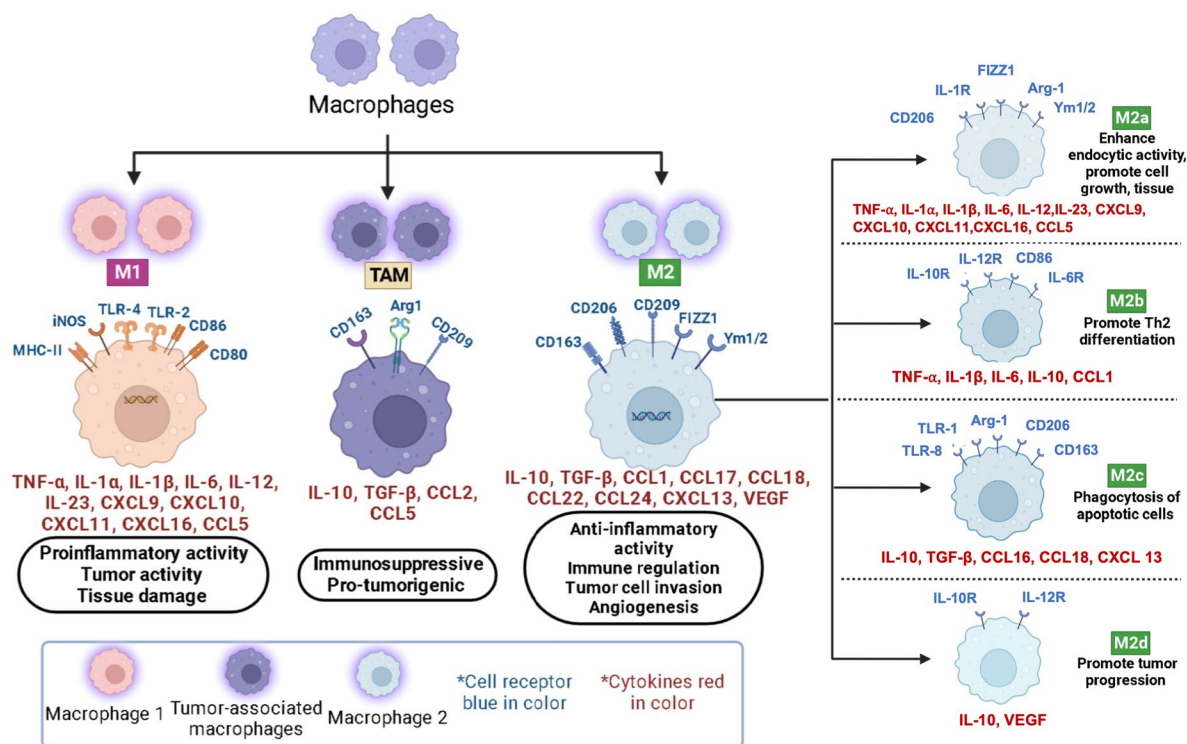 Macrophages
M1
iNOS
TLR-4
TLR-2
CD86
MHC-II
CD80
TNF-α, IL-1α, IL-1β, IL-6, IL-12,
IL-23, CXCL9, CXCL10,
CXCL11, CXCL16, CCL5
Proinflammatory activity
Tumor activity
Tissue damage
TAM
CD163
Arg1
CD209
IL-10, TGF-β, CCL2,
CCL5
Immunosuppressive
Pro-tumorigenic
M2
CD206
CD209
FIZZ1
CD163
Ym1/2
IL-10, TGF-β, CCL1, CCL17, CCL18,
CCL22, CCL24, CXCL13, VEGF
Anti-inflammatory
activity
Immune regulation
Tumor cell invasion
Angiogenesis
FIZZ1
IL-1R
Arg-1
CD206
Ym1/2
M2a
Enhance
endocytic activity,
promote cell
growth, tissue
TNF-α, IL-1α, IL-1β, IL-6, IL-12,IL-23, CXCL9,
CXCL10, CXCL11,CXCL16, CCL5
IL-12R
CD86
IL-10R
IL-6R
M2b
Promote Th2
differentiation
TNF-α, IL-1β, IL-6, IL-10, CCL1
TLR-1
Arg-1
CD206
TLR-8
CD163
M2c
Phagocytosis of
apoptotic cells
IL-10, TGF-β, CCL16, CCL18, CXCL 13
IL-10R
IL-12R
M2d
Promote tumor
progression
IL-10, VEGF
Macrophage 1
Tumor-associated
macrophages
Macrophage 2
*Cell receptor
blue in color
*Cytokines red
in color